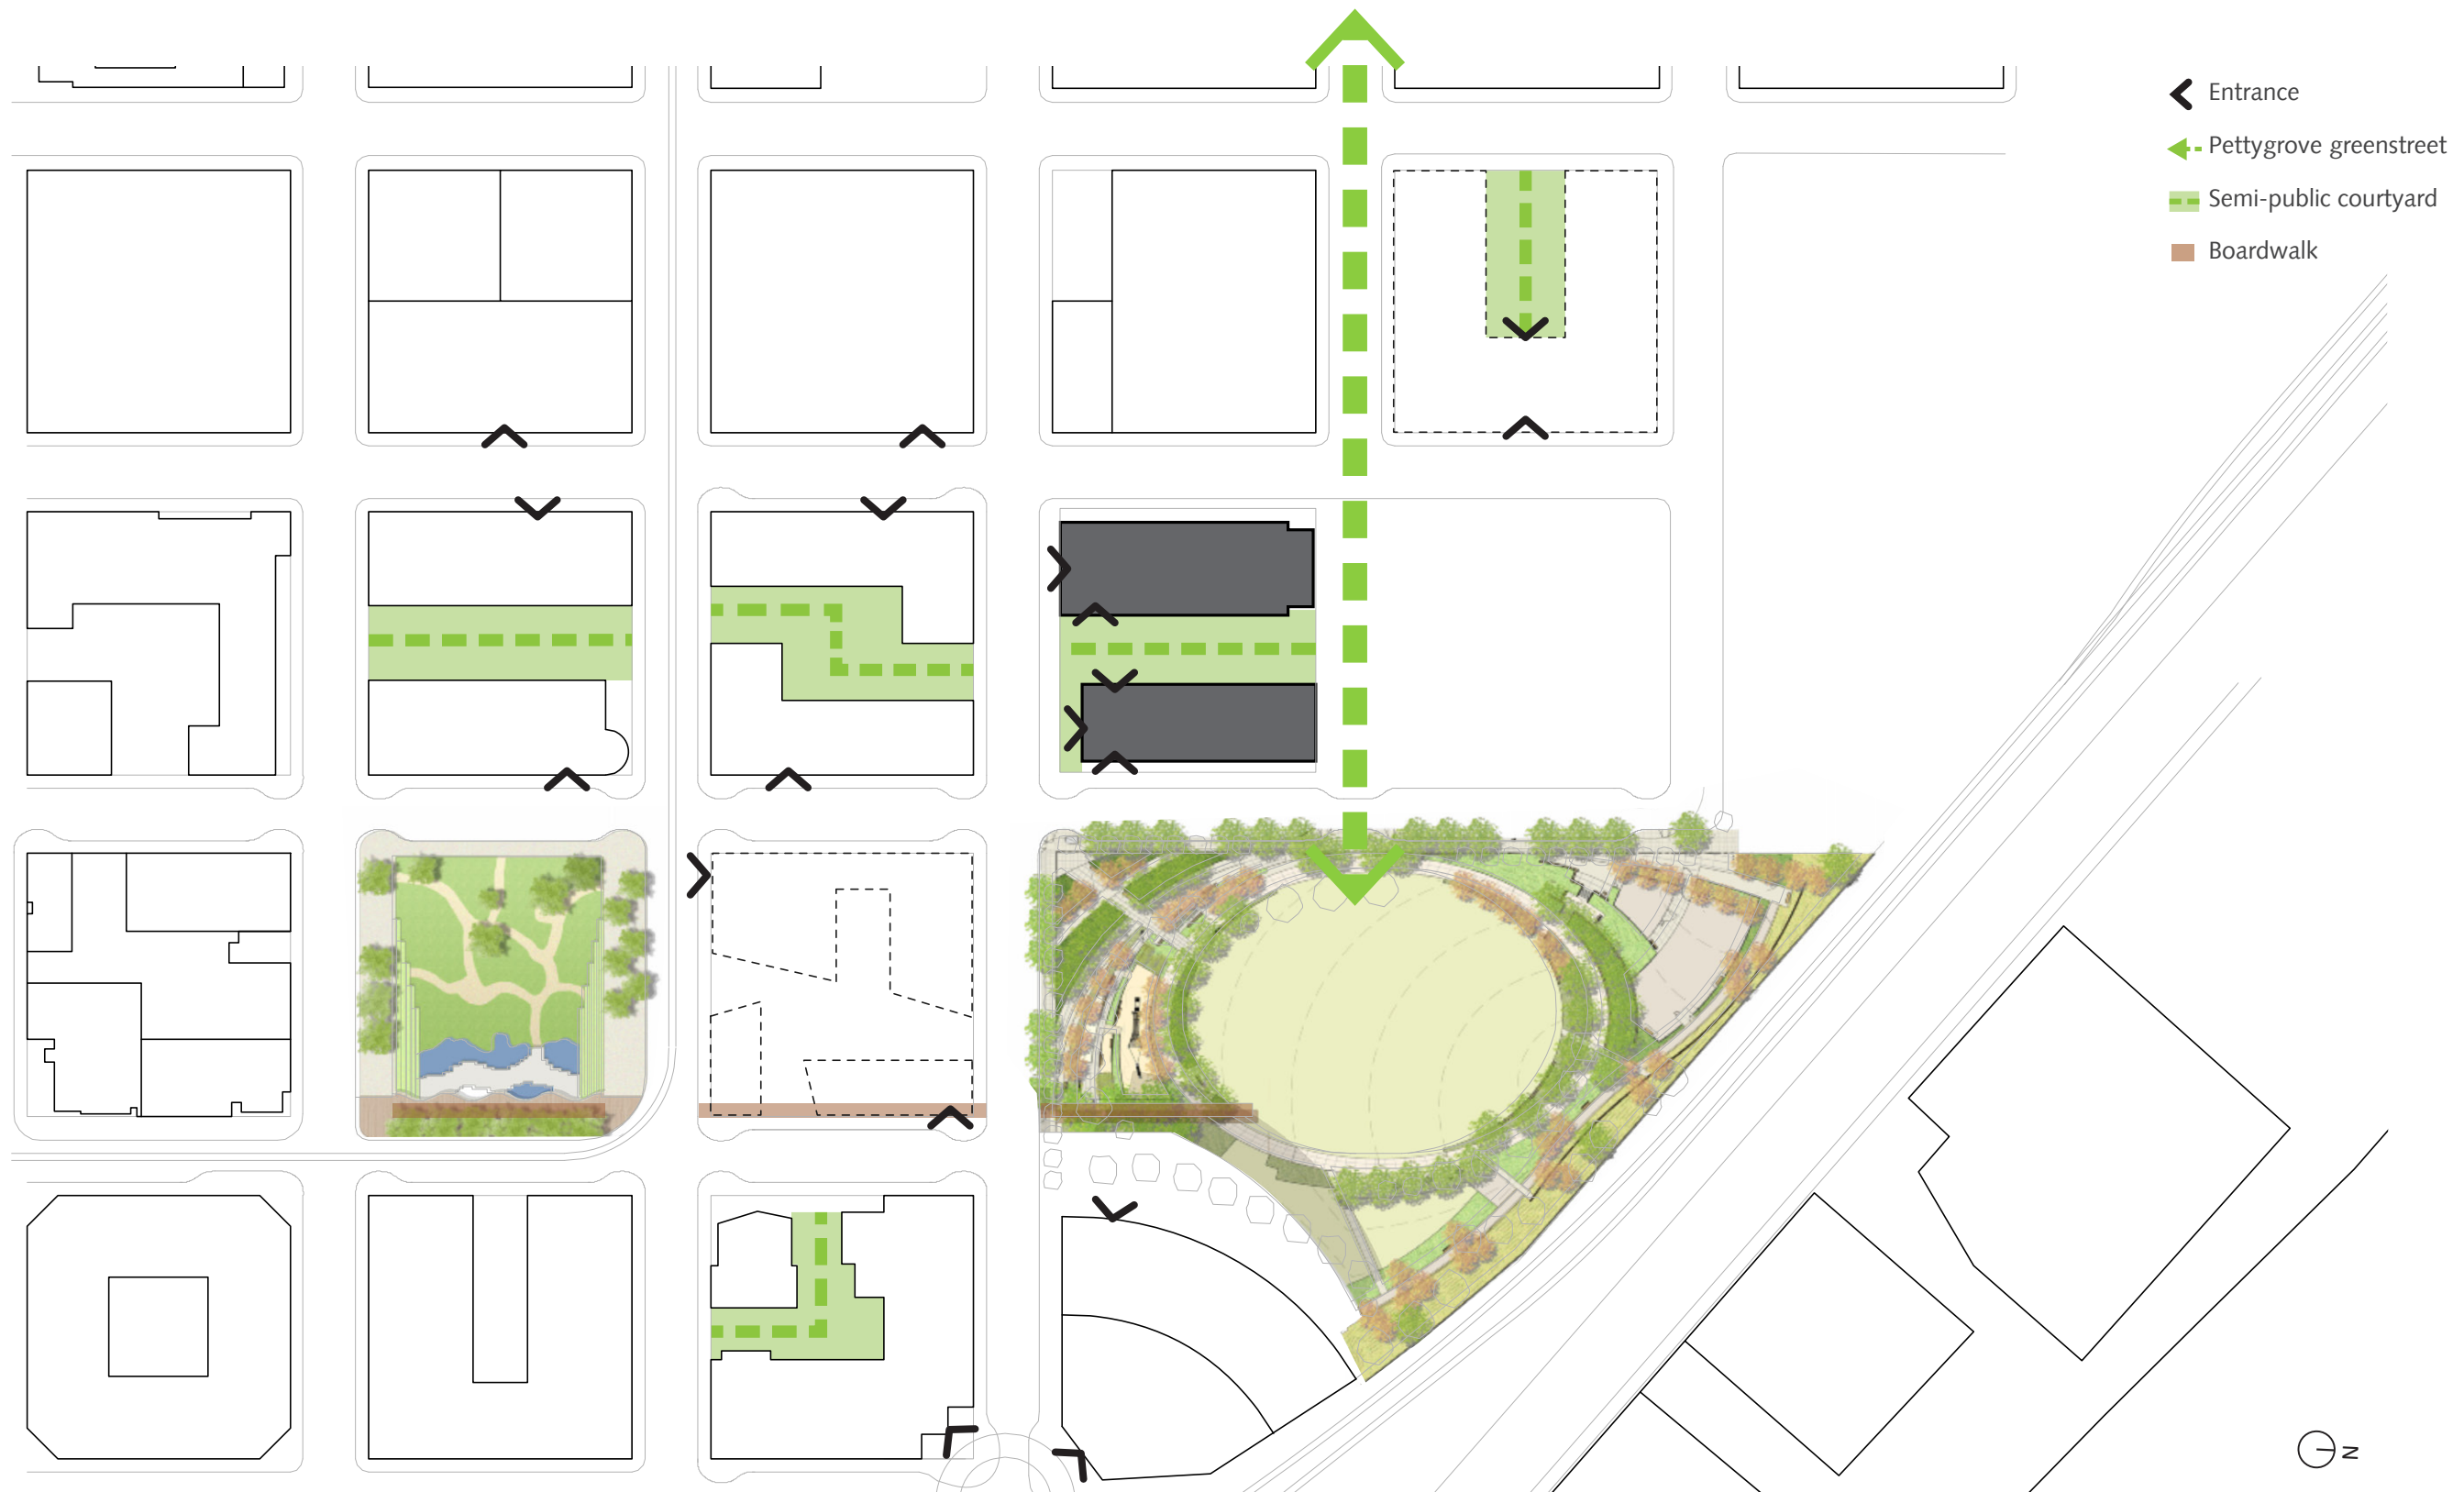 Entrance
Pettygrove greenstreet
Semi-public courtyard
Boardwalk
N